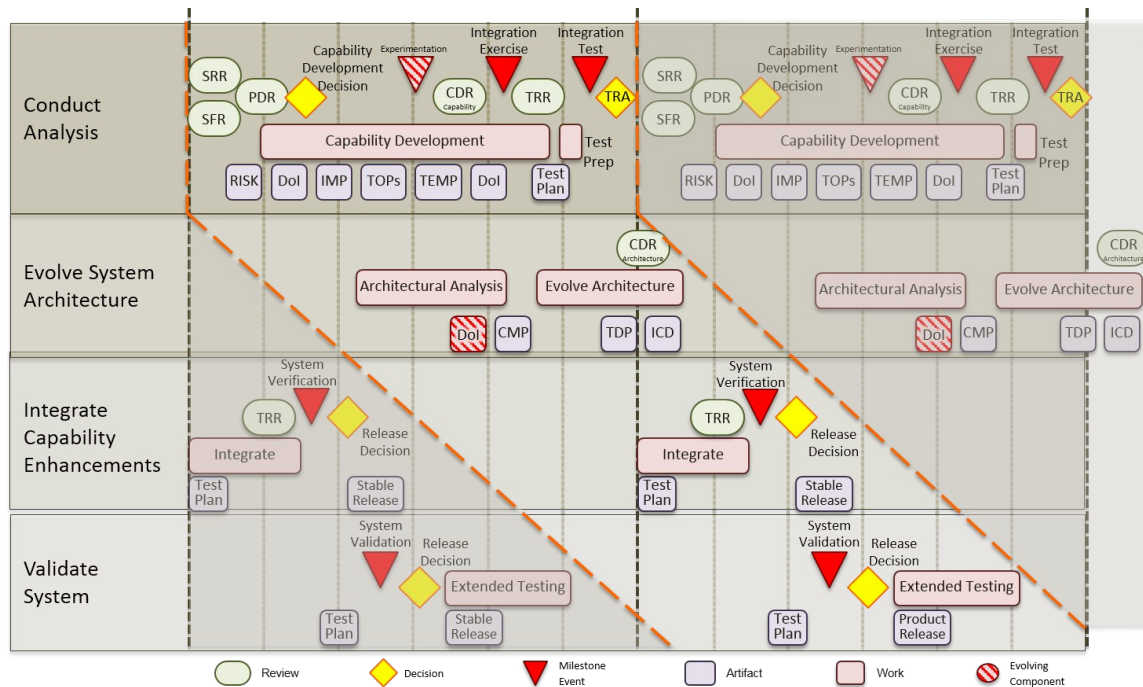 Conduct
Analysis
SRR
SFR
PDR
Capability
Development
Decision
Experimentation
CDR
Capability
Integration
Exercise
TRR
Integration
Test
TRA
Capability Development
Test
Prep
RISK
DoI
IMP
TOPs
TEMP
DoI
Test
Plan
SRR
SFR
PDR
Capability
Development
Decision
Experimentation
CDR
Capability
Integration
Exercise
TRR
Integration
Test
TRA
Capability Development
Test
Prep
RISK
DoI
IMP
TOPs
TEMP
DoI
Test
Plan
Evolve System
Architecture
CDR
Architecture
Architectural Analysis
Evolve Architecture
DoI
CMP
TDP
ICD
CDR
Architecture
Architectural Analysis
Evolve Architecture
DoI
CMP
TDP
ICD
Integrate
Capability
Enhancements
System
Verification
TRR
Release
Decision
Integrate
Test
Plan
Stable
Release
System
Verification
TRR
Release
Decision
Integrate
Test
Plan
Stable
Release
Validate
System
System
Validation
Release
Decision
Extended Testing
Test
Plan
Stable
Release
System
Validation
Release
Decision
Extended Testing
Test
Plan
Product
Release
Review
Decision
Milestone
Event
Artifact
Work
Evolving
Component